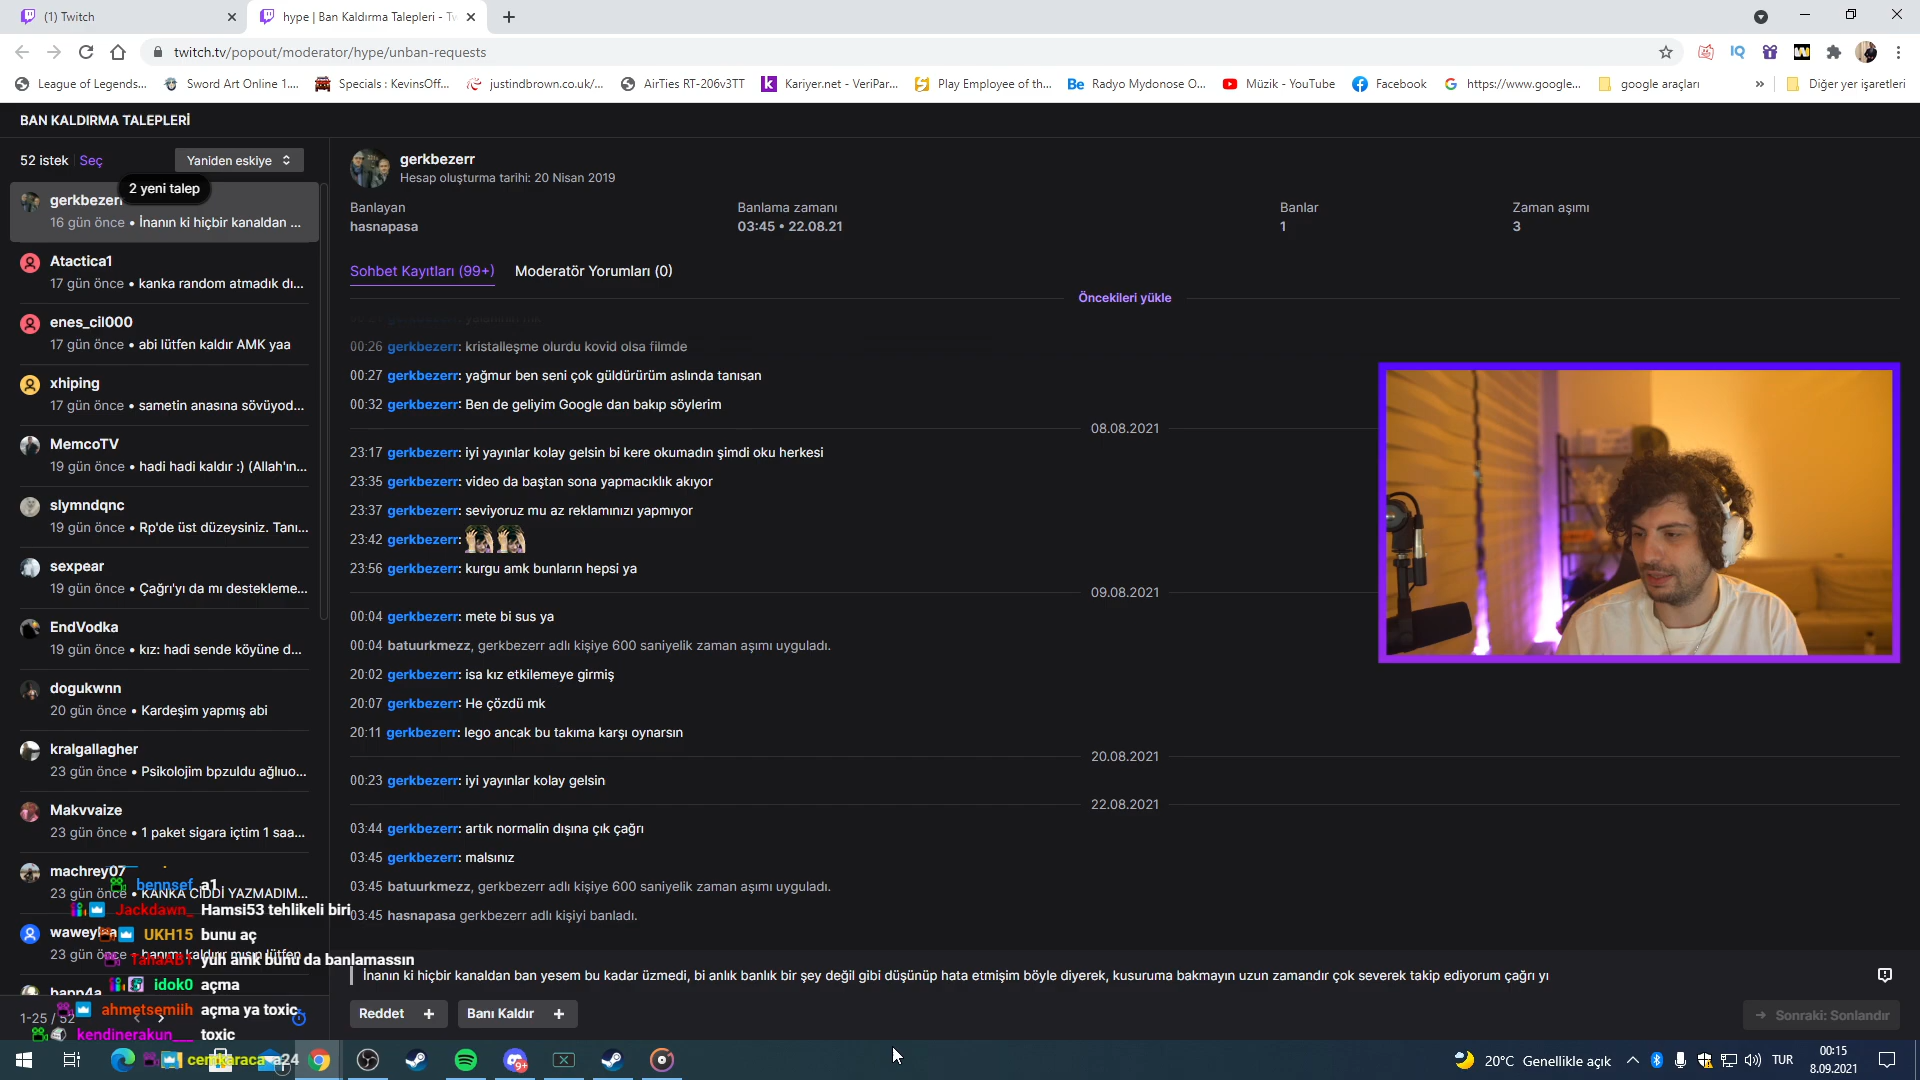 (1) Twitch
hype | Ban Kaldırma Talepleri - Tw
twitch.tv/popout/moderator/hype/unban-requests
League of Legends...
Sword Art Online 1....
Specials : KevinsOff...
justindbrown.co.uk/...
AirTies RT-206v3TT
Kariyer.net - VeriPar...
Play Employee of th...
Radyo Mydonose O...
Müzik - YouTube
Facebook
https://www.google...
google araçları
»
Diğer yer işaretleri
BAN KALDIRMA TALEPLERİ
52 istek
Seç
Yaniden eskiye
2 yeni talep
gerkbezerr
16 gün önce • İnanın ki hiçbir kanaldan ...
Atactica1
17 gün önce • kanka random atmadık dı...
enes_cil000
17 gün önce • abi lütfen kaldır AMK yaa
xhiping
17 gün önce • sametin anasına sövüyod...
MemcoTV
19 gün önce • hadi hadi kaldır :) (Allah'ın...
slymndqnc
19 gün önce • Rp'de üst düzeysiniz. Tanı...
sexpear
19 gün önce • Çağrı'yı da mı destekleme...
EndVodka
19 gün önce • kız: hadi sende köyüne d...
dogukwnn
20 gün önce • Kardeşim yapmış abi
kralgallagher
23 gün önce • Psikolojim bpzuldu ağlıuo...
Makvvaize
23 gün önce • 1 paket sigara içtim 1 saa...
machrey07
23 gün önce • KANKA CİDDİ YAZMADIM...
23 gün önce
1-25 / 52
bennsef a1
Jackdawn_ Hamsi53 tehlikeli biri
UKH15 bunu aç
TahaAB1 yuh amk bunu da banlamassın
idok0 açma
ahmetsemiih açma ya toxic
kendinerakun___ toxic
gerkbezerr
Hesap oluşturma tarihi: 20 Nisan 2019
Banlayan
hasnapasa
Banlama zamanı
03:45 • 22.08.21
Banlar
1
Zaman aşımı
3
Sohbet Kayıtları (99+)
Moderatör Yorumları (0)
Öncekileri yükle
00:26 gerkbezerr: kristalleşme olurdu kovid olsa filmde
00:27 gerkbezerr: yağmur ben seni çok güldürürüm aslında tanısan
00:32 gerkbezerr: Ben de geliyim Google dan bakıp söylerim
08.08.2021
23:17 gerkbezerr: iyi yayınlar kolay gelsin bi kere okumadın şimdi oku herkesi
23:35 gerkbezerr: video da baştan sona yapmacıklık akıyor
23:37 gerkbezerr: seviyoruz mu az reklamınızı yapmıyor
23:42 gerkbezerr:
23:56 gerkbezerr: kurgu amk bunların hepsi ya
09.08.2021
00:04 gerkbezerr: mete bi sus ya
00:04 batuurkmezz, gerkbezerr adlı kişiye 600 saniyelik zaman aşımı uyguladı.
20:02 gerkbezerr: isa kız etkilemeye girmiş
20:07 gerkbezerr: He çözdü mk
20:11 gerkbezerr: lego ancak bu takıma karşı oynarsın
20.08.2021
00:23 gerkbezerr: iyi yayınlar kolay gelsin
22.08.2021
03:44 gerkbezerr: artık normalin dışına çık çağrı
03:45 gerkbezerr: malsınız
03:45 batuurkmezz, gerkbezerr adlı kişiye 600 saniyelik zaman aşımı uyguladı.
03:45 hasnapasa gerkbezerr adlı kişiyi banladı.
İnanın ki hiçbir kanaldan ban yesem bu kadar üzmedi, bi anlık banlık bir şey değil gibi düşünüp hata etmişim böyle diyerek, kusuruma bakmayın uzun zamandır çok severek takip ediyorum çağrı yı
Reddet +
Banı Kaldır +
Sonraki: Sonlandır
20°C Genellikle açık
TUR
00:15
8.09.2021